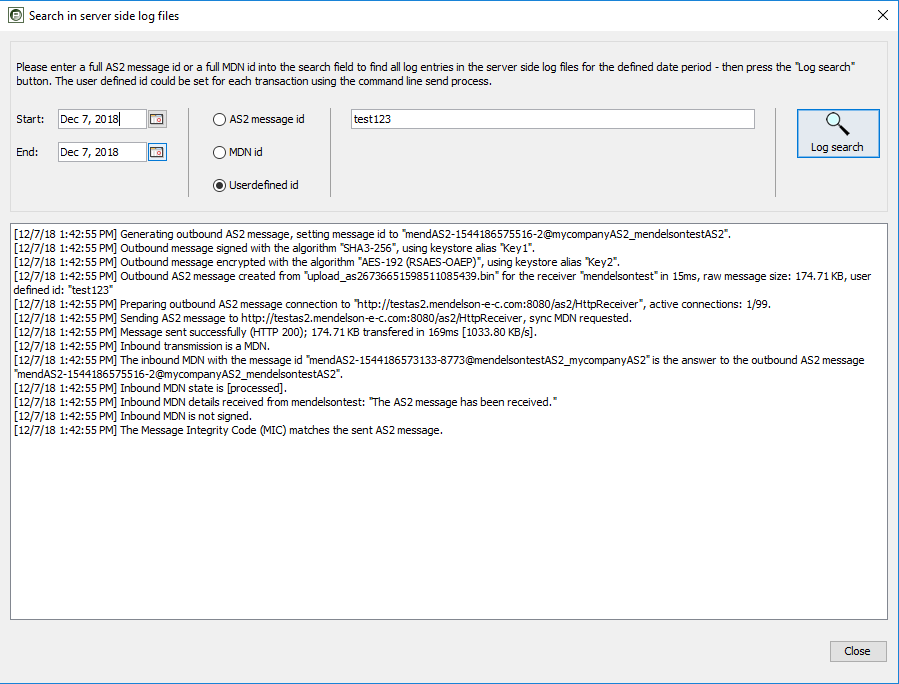 Search in server side log files
Please enter a full AS2 message id or a full MDN id into the search field to find all log entries in the server side log files for the defined date period - then press the "Log search"
button. The user defined id could be set for each transaction using the command line send process.
Start: Dec 7, 2018 AS2 message id test123
End: Dec 7, 2018 MDN id Log search
Userdefined id
[12/7/18 1:42:55 PM] Generating outbound AS2 message, setting message id to "mendAS2-1544186575516-2@mycompanyAS2_mendelsontestAS2".
[12/7/18 1:42:55 PM] Outbound message signed with the algorithm "SHA3-256", using keystore alias "Key1".
[12/7/18 1:42:55 PM] Outbound message encrypted with the algorithm "AES-192 (RSAES-OAEP)", using keystore alias "Key2".
[12/7/18 1:42:55 PM] Outbound AS2 message created from "upload_as26736651598511085439.bin" for the receiver "mendelsontest" in 15ms, raw message size: 174.71 KB, user
defined id: "test123"
[12/7/18 1:42:55 PM] Preparing outbound AS2 message connection to "http://testas2.mendelson-e-c.com:8080/as2/HttpReceiver", active connections: 1/99.
[12/7/18 1:42:55 PM] Sending AS2 message to http://testas2.mendelson-e-c.com:8080/as2/HttpReceiver, sync MDN requested.
[12/7/18 1:42:55 PM] Message sent successfully (HTTP 200); 174.71 KB transfered in 169ms [1033.80 KB/s].
[12/7/18 1:42:55 PM] Inbound transmission is a MDN.
[12/7/18 1:42:55 PM] The inbound MDN with the message id "mendAS2-1544186573133-8773@mendelsontestAS2_mycompanyAS2" is the answer to the outbound AS2 message
"mendAS2-1544186575516-2@mycompanyAS2_mendelsontestAS2".
[12/7/18 1:42:55 PM] Inbound MDN state is [processed].
[12/7/18 1:42:55 PM] Inbound MDN details received from mendelsontest: "The AS2 message has been received."
[12/7/18 1:42:55 PM] Inbound MDN is not signed.
[12/7/18 1:42:55 PM] The Message Integrity Code (MIC) matches the sent AS2 message.
Close